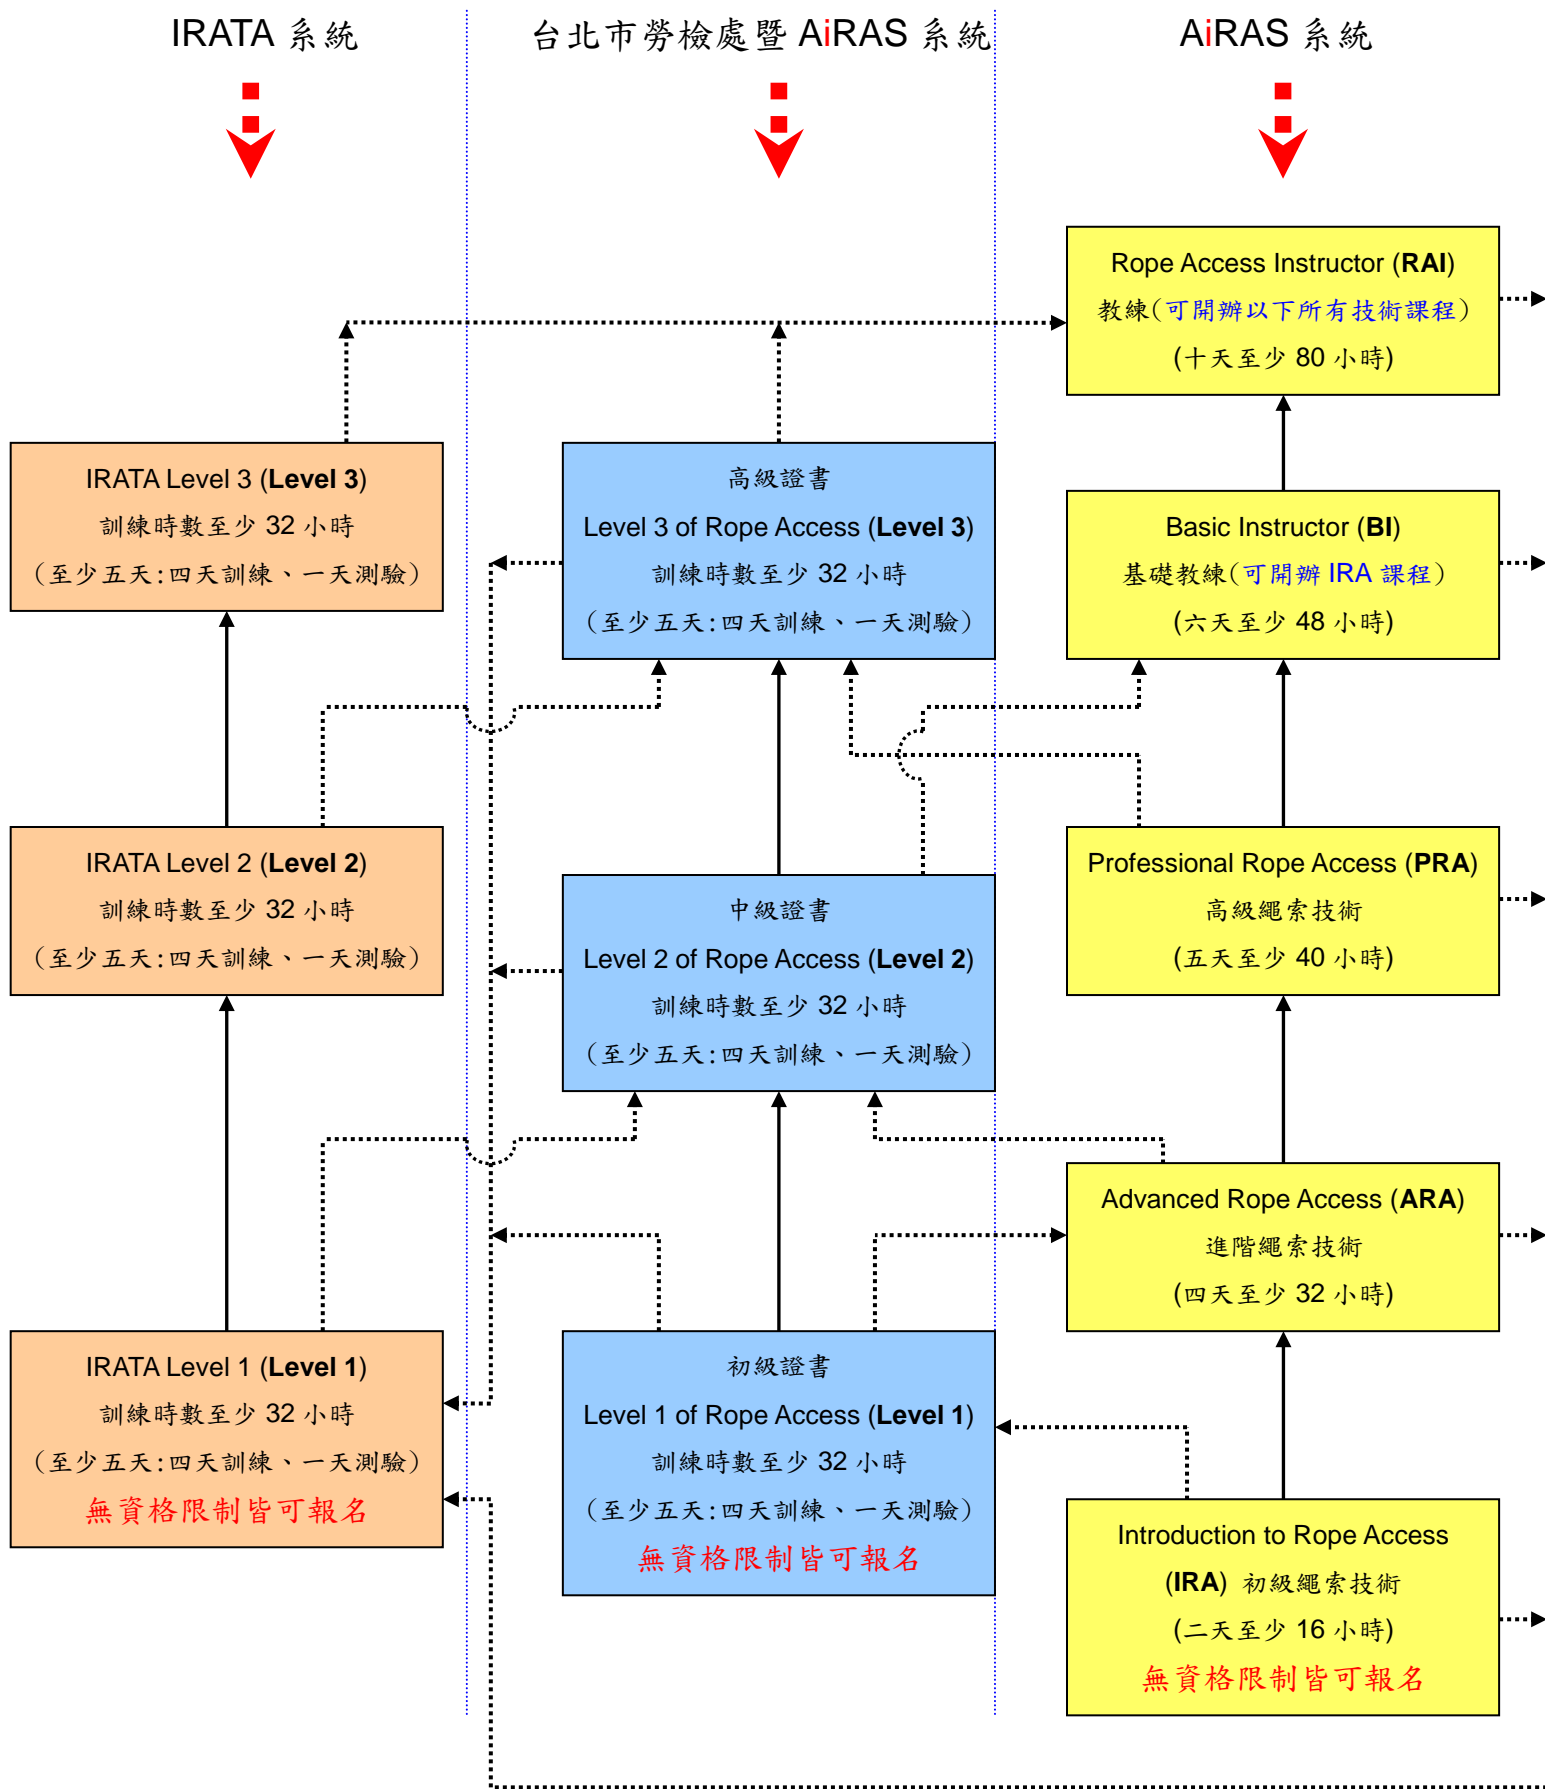 IRATA 系統
台北市勞檢處暨 AiRAS 系統
AiRAS 系統
Rope Access Instructor (RAI)
教練(可開辦以下所有技術課程)
(十天至少 80 小時)
IRATA Level 3 (Level 3)
訓練時數至少 32 小時
(至少五天:四天訓練、一天測驗)
高級證書
Level 3 of Rope Access (Level 3)
訓練時數至少 32 小時
(至少五天:四天訓練、一天測驗)
Basic Instructor (BI)
基礎教練(可開辦 IRA 課程)
(六天至少 48 小時)
IRATA Level 2 (Level 2)
訓練時數至少 32 小時
(至少五天:四天訓練、一天測驗)
中級證書
Level 2 of Rope Access (Level 2)
訓練時數至少 32 小時
(至少五天:四天訓練、一天測驗)
Professional Rope Access (PRA)
高級繩索技術
(五天至少 40 小時)
Advanced Rope Access (ARA)
進階繩索技術
(四天至少 32 小時)
IRATA Level 1 (Level 1)
訓練時數至少 32 小時
(至少五天:四天訓練、一天測驗)
無資格限制皆可報名
初級證書
Level 1 of Rope Access (Level 1)
訓練時數至少 32 小時
(至少五天:四天訓練、一天測驗)
無資格限制皆可報名
Introduction to Rope Access
(IRA) 初級繩索技術
(二天至少 16 小時)
無資格限制皆可報名